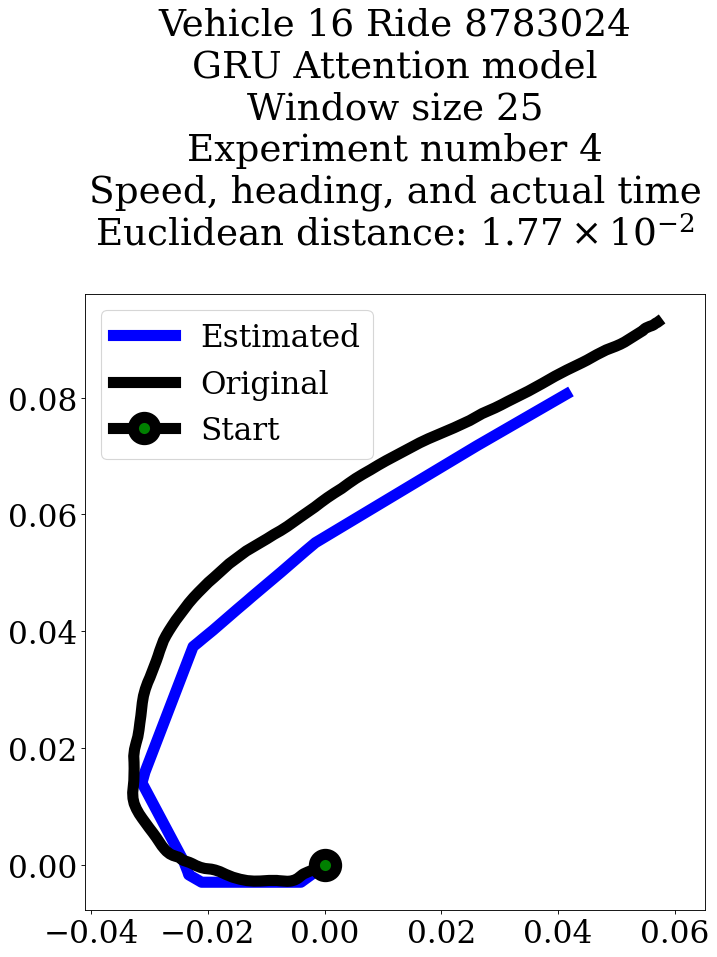 Vehicle 16 Ride 8783024
GRU Attention model
Window size 25
Experiment number 4
Speed, heading, and actual time
Euclidean distance: 1.77 × 10⁻²
Estimated
Original
Start
0.08
0.06
0.04
0.02
0.00
−0.04 −0.02 0.00 0.02 0.04 0.06